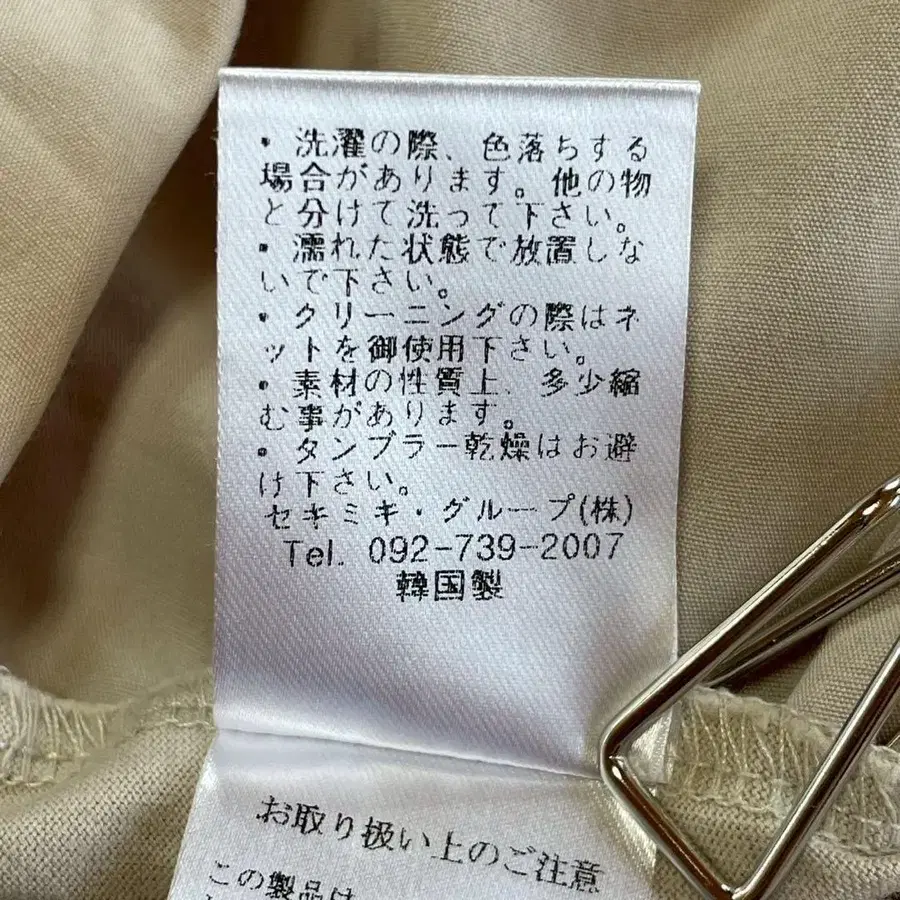 ・洗濯の際、色落ちする
場合があります。他の物
と分けて洗って下さい。
・濡れた状態で放置しな
いで下さい。
・クリーニングの際はネ
ットを御使用下さい。
・素材の性質上、多少縮
む事があります。
・タンブラー乾燥はお避
け下さい。
セキミキ・グループ(株)
Tel. 092-739-2007
韓国製
お取り扱い上のご注意
この製品は